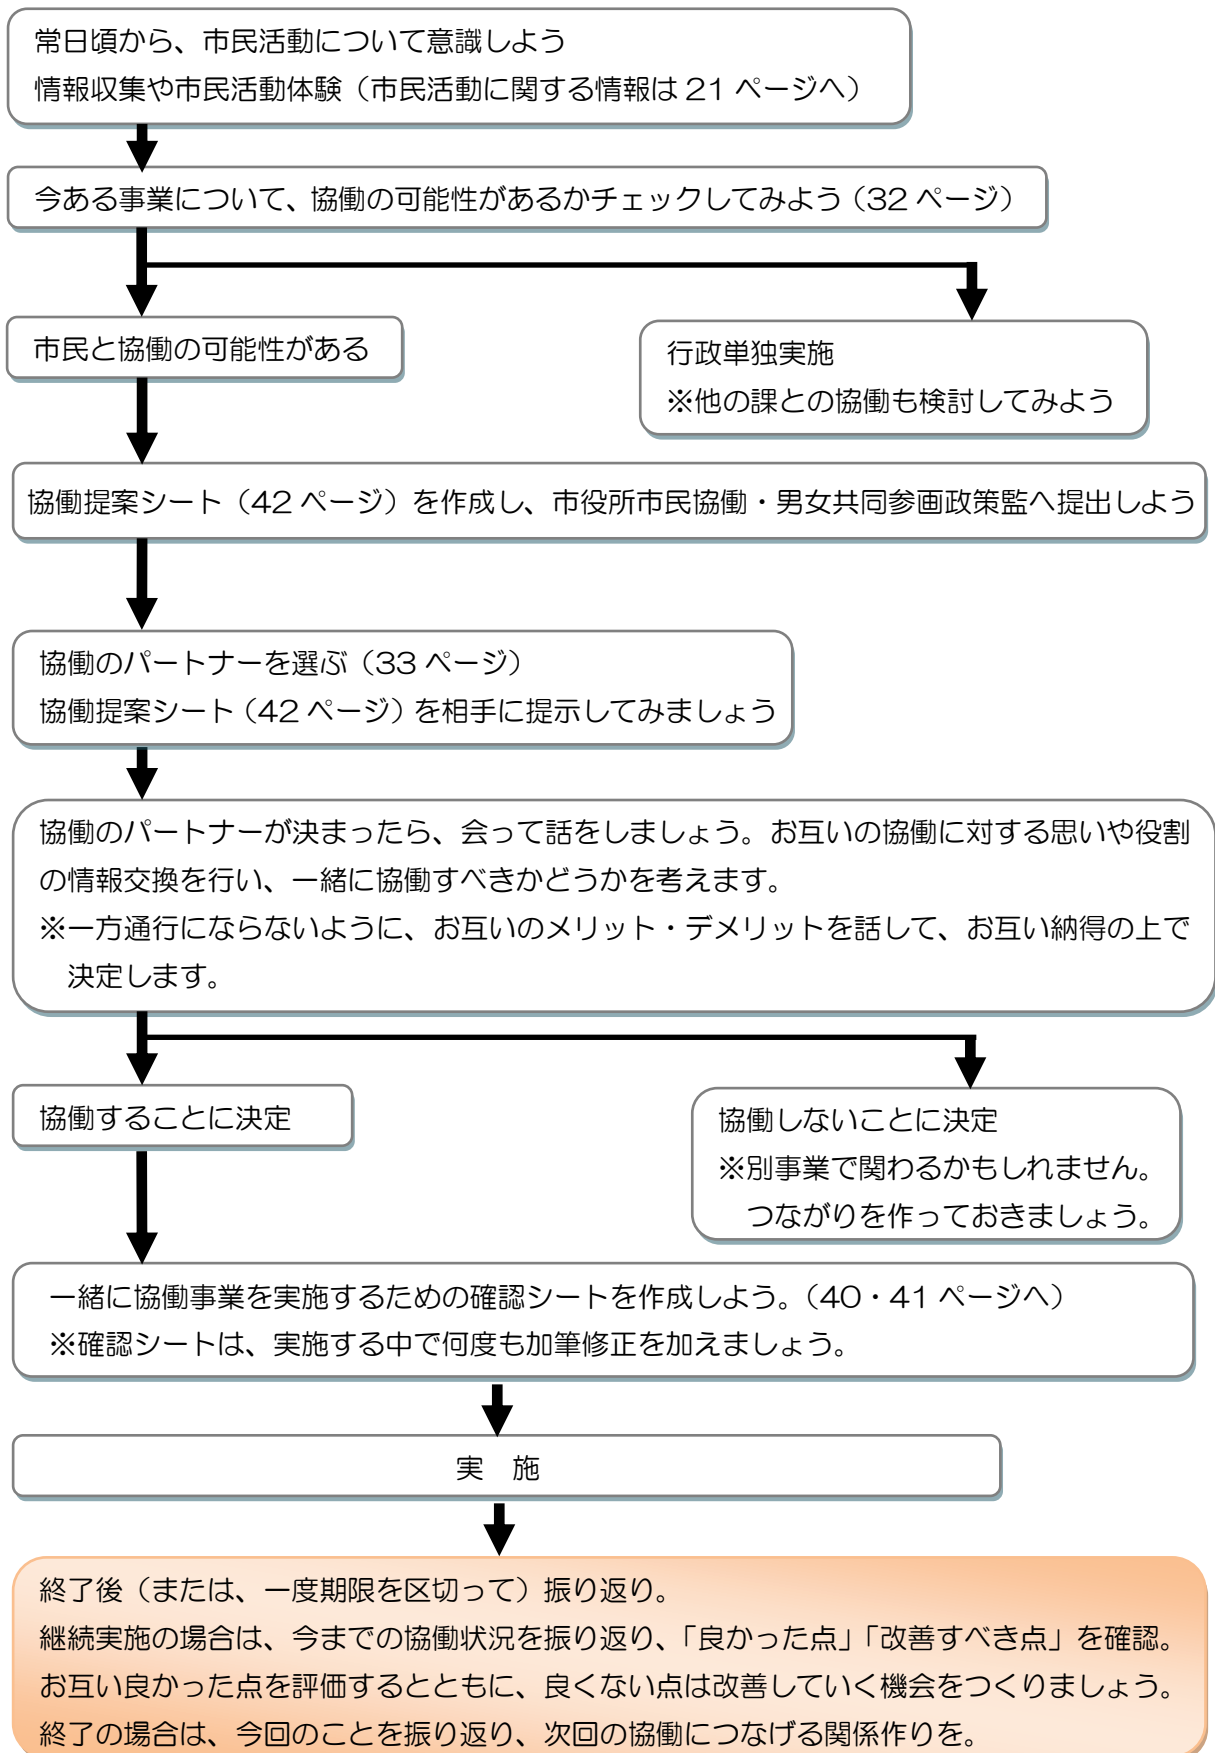 常日頃から、市民活動について意識しよう
情報収集や市民活動体験（市民活動に関する情報は 21 ページへ）
今ある事業について、協働の可能性があるかチェックしてみよう（32 ページ）
市民と協働の可能性がある
行政単独実施
※他の課との協働も検討してみよう
協働提案シート（42 ページ）を作成し、市役所市民協働・男女共同参画政策監へ提出しよう
協働のパートナーを選ぶ（33 ページ）
協働提案シート（42 ページ）を相手に提示してみましょう
協働のパートナーが決まったら、会って話をしましょう。お互いの協働に対する思いや役割
の情報交換を行い、一緒に協働すべきかどうかを考えます。
※一方通行にならないように、お互いのメリット・デメリットを話して、お互い納得の上で
決定します。
協働することに決定
協働しないことに決定
※別事業で関わるかもしれません。
つながりを作っておきましょう。
一緒に協働事業を実施するための確認シートを作成しよう。（40・41 ページへ）
※確認シートは、実施する中で何度も加筆修正を加えましょう。
実　施
終了後（または、一度期限を区切って）振り返り。
継続実施の場合は、今までの協働状況を振り返り、「良かった点」「改善すべき点」を確認。
お互い良かった点を評価するとともに、良くない点は改善していく機会をつくりましょう。
終了の場合は、今回のことを振り返り、次回の協働につなげる関係作りを。